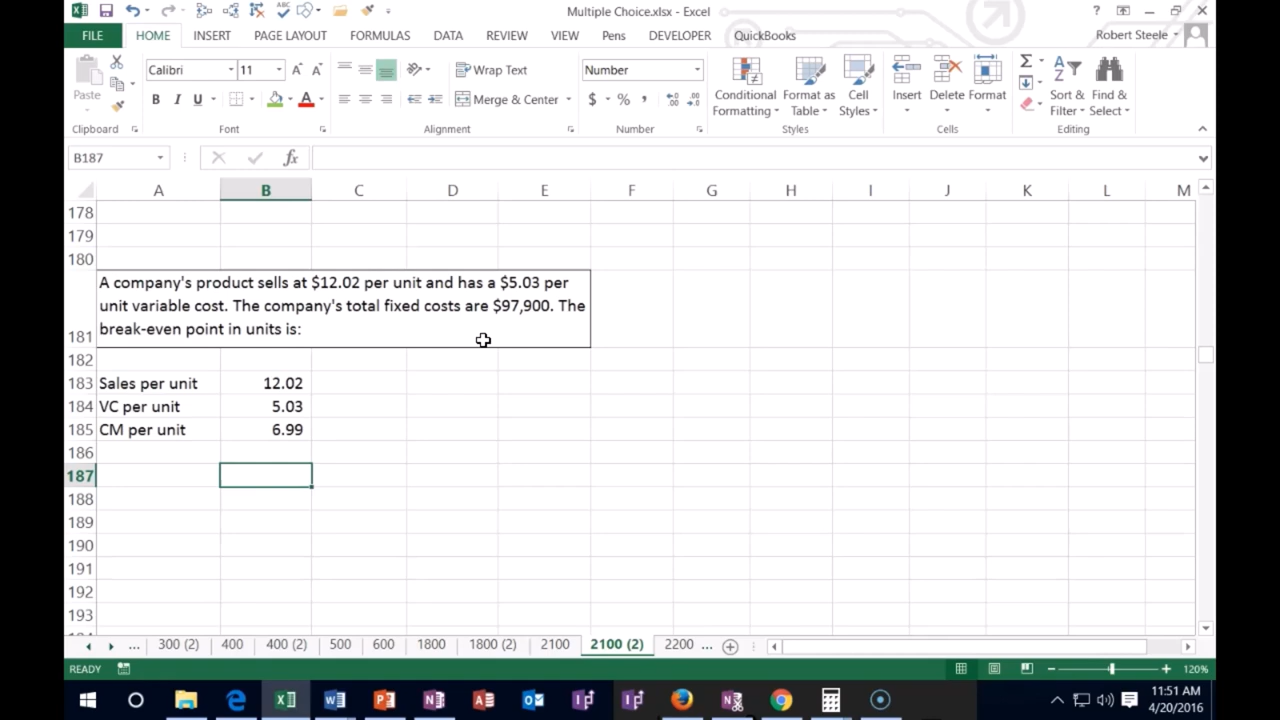 Multiple Choice.xlsx - Excel
?
FILE HOME INSERT PAGE LAYOUT FORMULAS DATA REVIEW VIEW Pens DEVELOPER QuickBooks Robert Steele
Paste
Calibri 11
Wrap Text
Number
Conditional Formatting
Format as Table
Cell Styles
Insert Delete Format
Sort & Filter
Find & Select
B I U A
Merge & Center
$ % ,
Clipboard Font Alignment Number Styles Cells Editing
B187 fx
A B C D E F G H I J K L M
178
179
180
A company's product sells at $12.02 per unit and has a $5.03 per
unit variable cost. The company's total fixed costs are $97,900. The
181 break-even point in units is:
182
183 Sales per unit 12.02
184 VC per unit 5.03
185 CM per unit 6.99
186
187
188
189
190
191
192
193
... 300 (2) 400 400 (2) 500 600 1800 1800 (2) 2100 2100 (2) 2200 ...
READY 120%
11:51 AM
4/20/2016